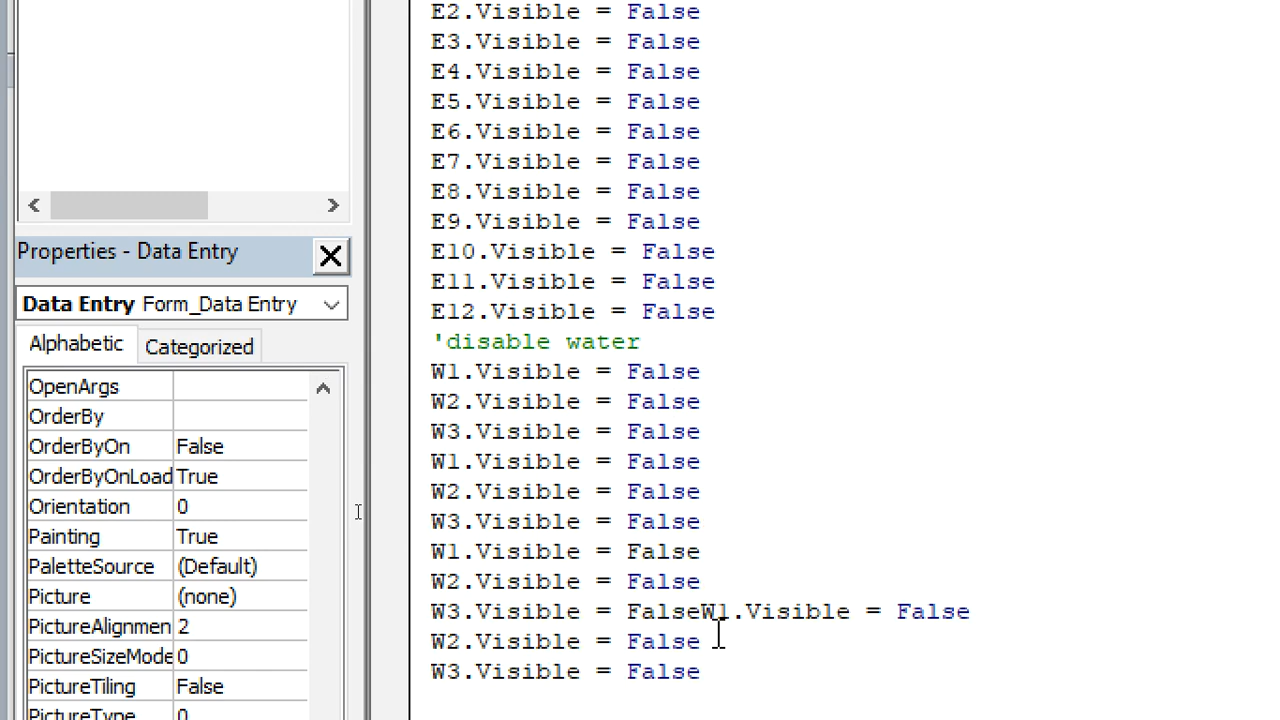 E2.Visible = False
E3.Visible = False
E4.Visible = False
E5.Visible = False
E6.Visible = False
E7.Visible = False
E8.Visible = False
E9.Visible = False
E10.Visible = False
E11.Visible = False
E12.Visible = False
'disable water
W1.Visible = False
W2.Visible = False
W3.Visible = False
W1.Visible = False
W2.Visible = False
W3.Visible = False
W1.Visible = False
W2.Visible = False
W3.Visible = FalseW1.Visible = False
W2.Visible = False
W3.Visible = False
Properties - Data Entry
Data Entry Form_Data Entry
Alphabetic Categorized
OpenArgs
OrderBy
OrderByOn False
OrderByOnLoad True
Orientation 0
Painting True
PaletteSource (Default)
Picture (none)
PictureAlignmen 2
PictureSizeMode 0
PictureTiling False
PictureType 0